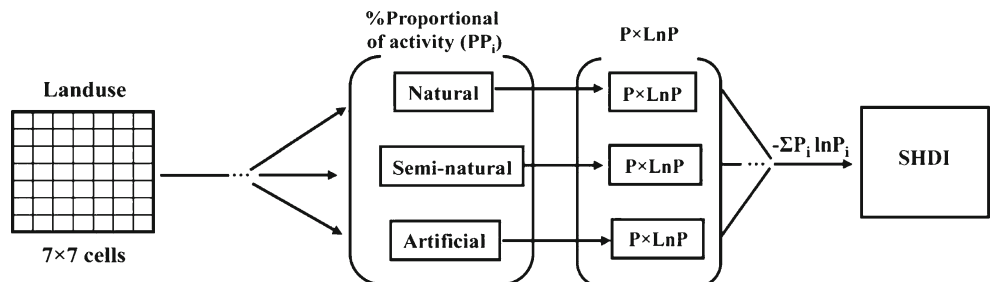 %Proportional
of activity (PPi)
P×LnP
Landuse
Natural
P×LnP
Semi-natural
P×LnP
···
···
-ΣPi lnPi
SHDI
Artificial
P×LnP
7×7 cells